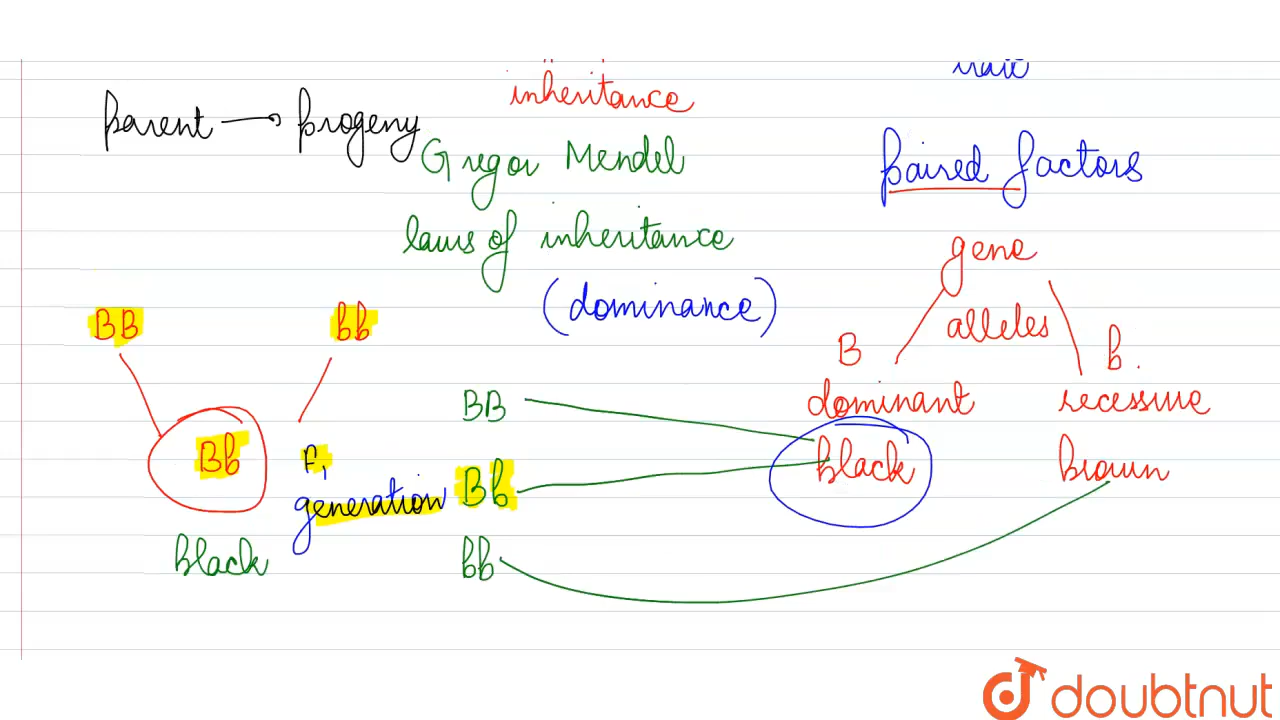 inheritance
parent → progeny
Gregor Mendel
paired factors
laws of inheritance
gene
(dominance)
alleles
BB
bb
B
b.
dominant
recessive
BB
Bb
F1
black
brown
generation
Bb
black
bb
doubtnut